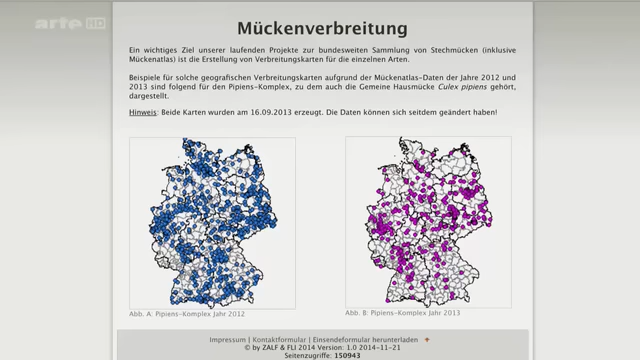 arte HD
Mückenverbreitung
Ein wichtiges Ziel unserer laufenden Projekte zur bundesweiten Sammlung von Stechmücken (inklusive
Mückenatlas) ist die Erstellung von Verbreitungskarten für die einzelnen Arten.
Beispiele für solche geografischen Verbreitungskarten aufgrund der Mückenatlas-Daten der Jahre 2012 und
2013 sind folgend für den Pipiens-Komplex, zu dem auch die Gemeine Hausmücke Culex pipiens gehört,
dargestellt.
Hinweis: Beide Karten wurden am 16.09.2013 erzeugt. Die Daten können sich seitdem geändert haben!
Abb. A: Pipiens-Komplex Jahr 2012
Abb. B: Pipiens-Komplex Jahr 2013
Impressum | Kontaktformular | Einsendeformular herunterladen
© by ZALF & FLI 2014 Version: 1.0 2014-11-21
Seitenzugriffe: 150943